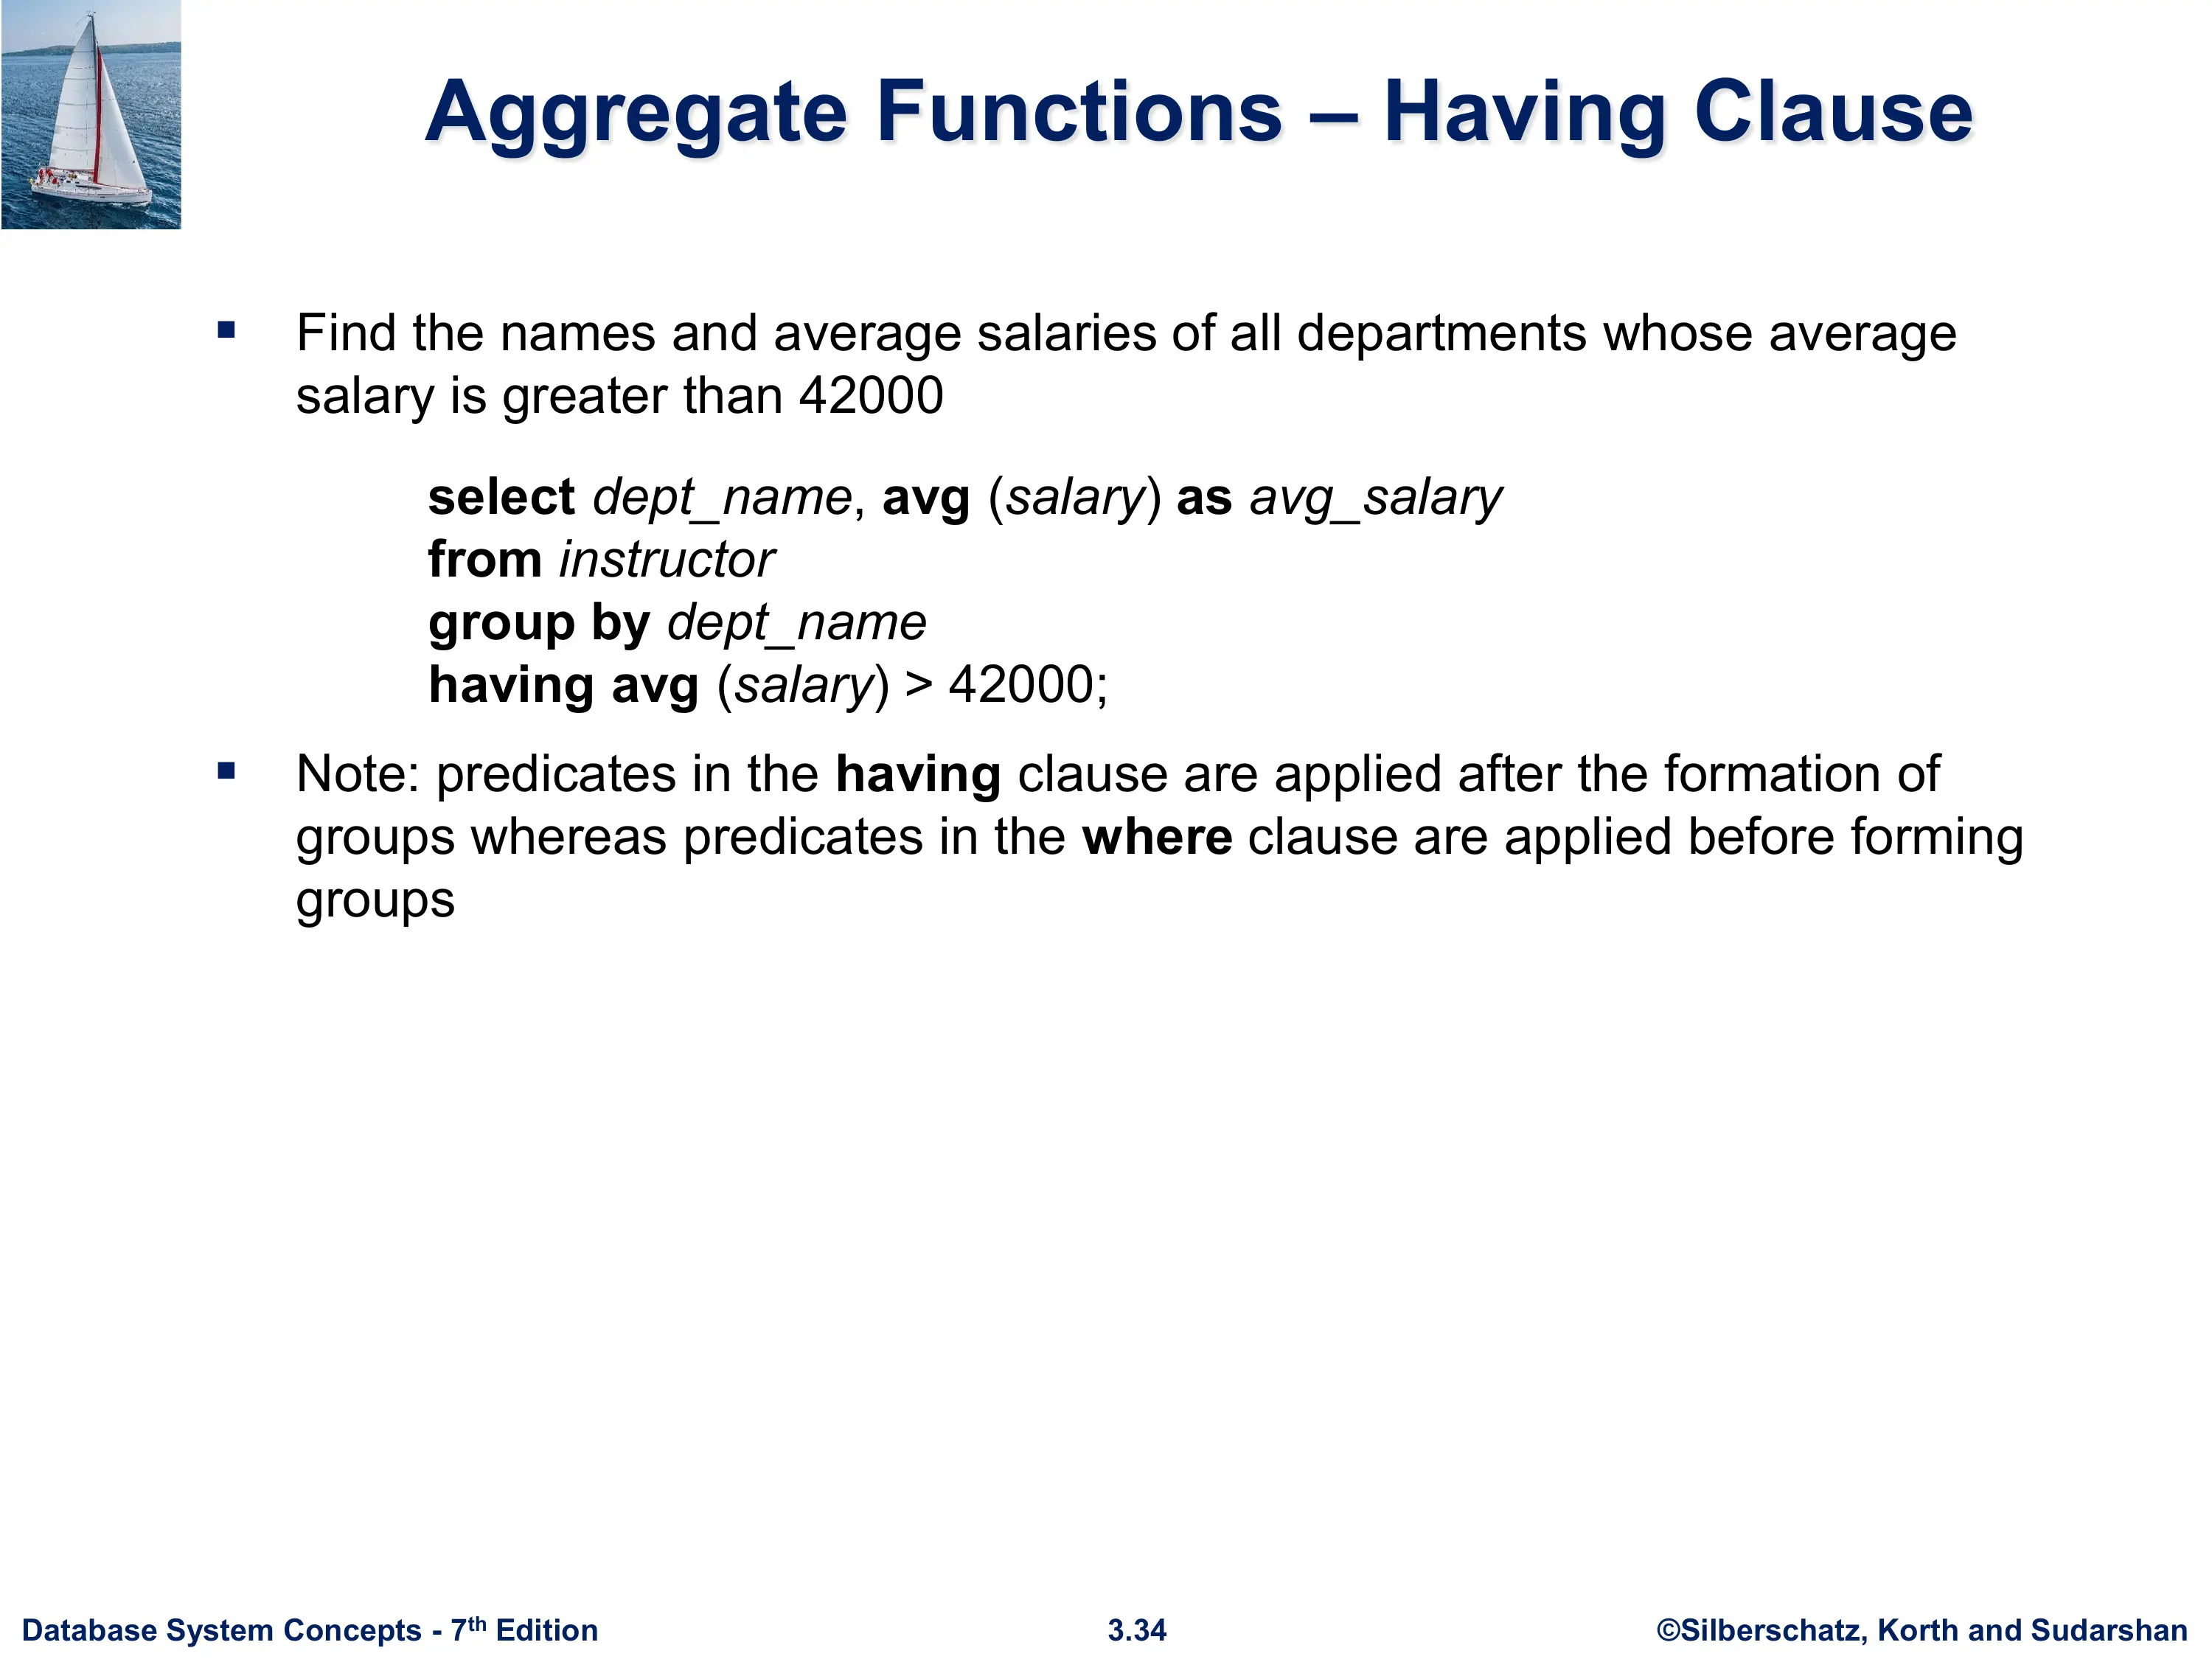 Aggregate Functions – Having Clause
▪ Find the names and average salaries of all departments whose average
salary is greater than 42000
select dept_name, avg (salary) as avg_salary
from instructor
group by dept_name
having avg (salary) > 42000;
▪ Note: predicates in the having clause are applied after the formation of
groups whereas predicates in the where clause are applied before forming
groups
Database System Concepts - 7th Edition
3.34
©Silberschatz, Korth and Sudarshan